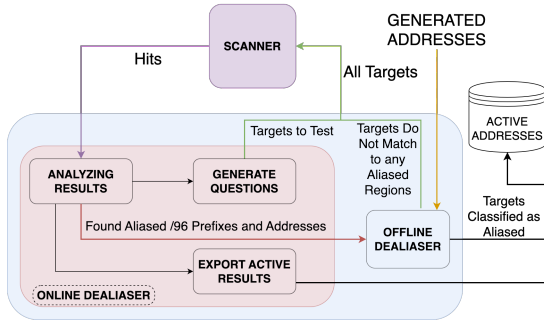 GENERATED
ADDRESSES
SCANNER
Hits
All Targets
ACTIVE
ADDRESSES
Targets to Test
Targets Do
Not Match
to any
Aliased
Regions
ANALYZING
RESULTS
GENERATE
QUESTIONS
Targets
Classified as
Aliased
Found Aliased /96 Prefixes and Addresses
OFFLINE
DEALIASER
EXPORT ACTIVE
RESULTS
ONLINE DEALIASER